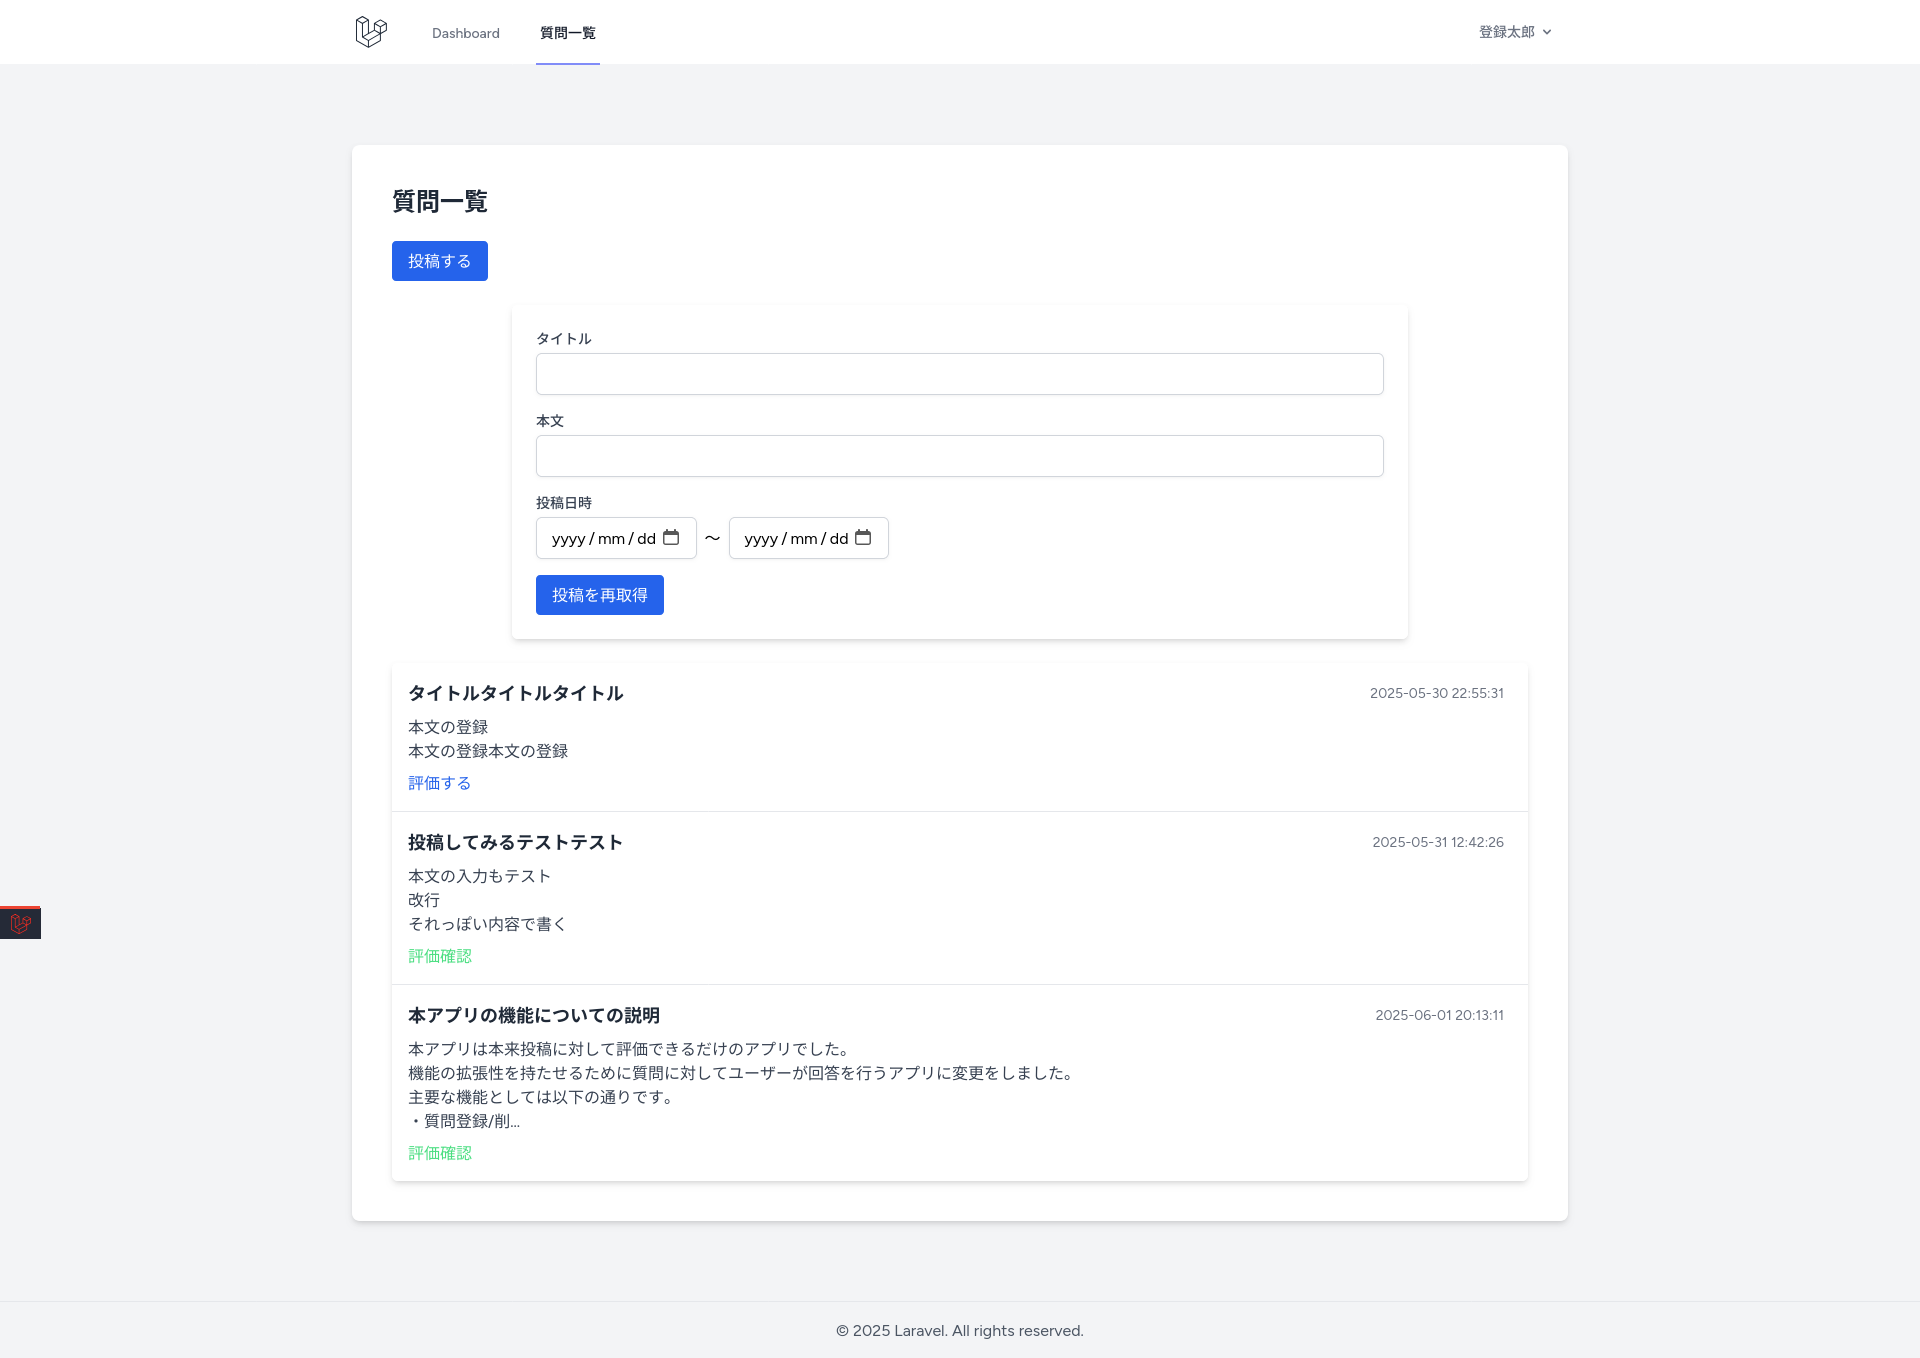 Dashboard
質問一覧
登録太郎
質問一覧
投稿する
タイトル
本文
投稿日時
yyyy / mm / dd ～ yyyy / mm / dd
投稿を再取得
タイトルタイトルタイトル
2025-05-30 22:55:31
本文の登録
本文の登録本文の登録
評価する
投稿してみるテストテスト
2025-05-31 12:42:26
本文の入力もテスト
改行
それっぽい内容で書く
評価確認
本アプリの機能についての説明
2025-06-01 20:13:11
本アプリは本来投稿に対して評価できるだけのアプリでした。
機能の拡張性を持たせるために質問に対してユーザーが回答を行うアプリに変更をしました。
主要な機能としては以下の通りです。
・質問登録/削...
評価確認
© 2025 Laravel. All rights reserved.